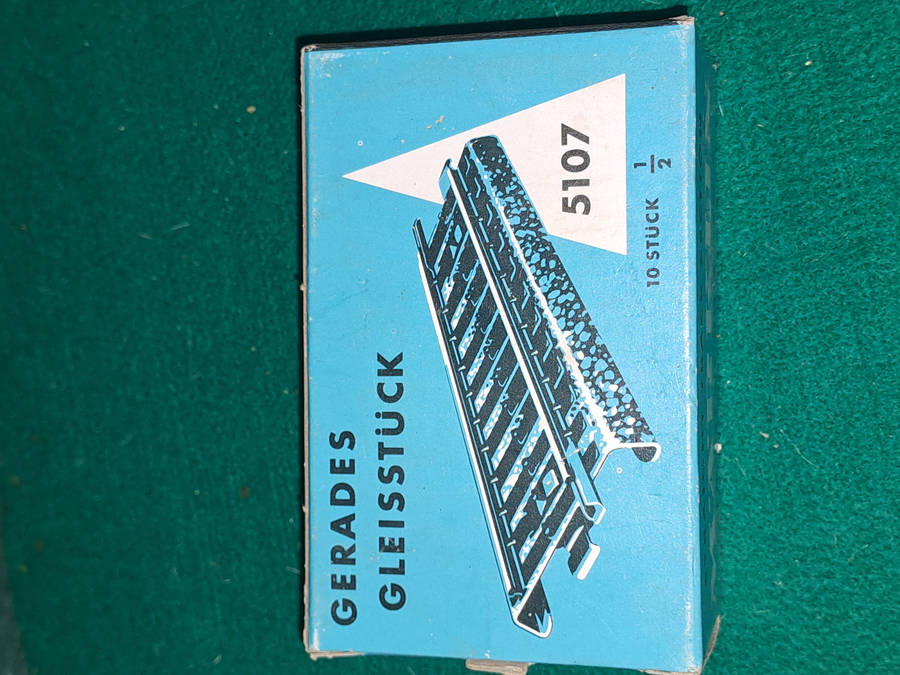 GERADES
GLEISSTÜCK
5107
10 STÜCK 1/2